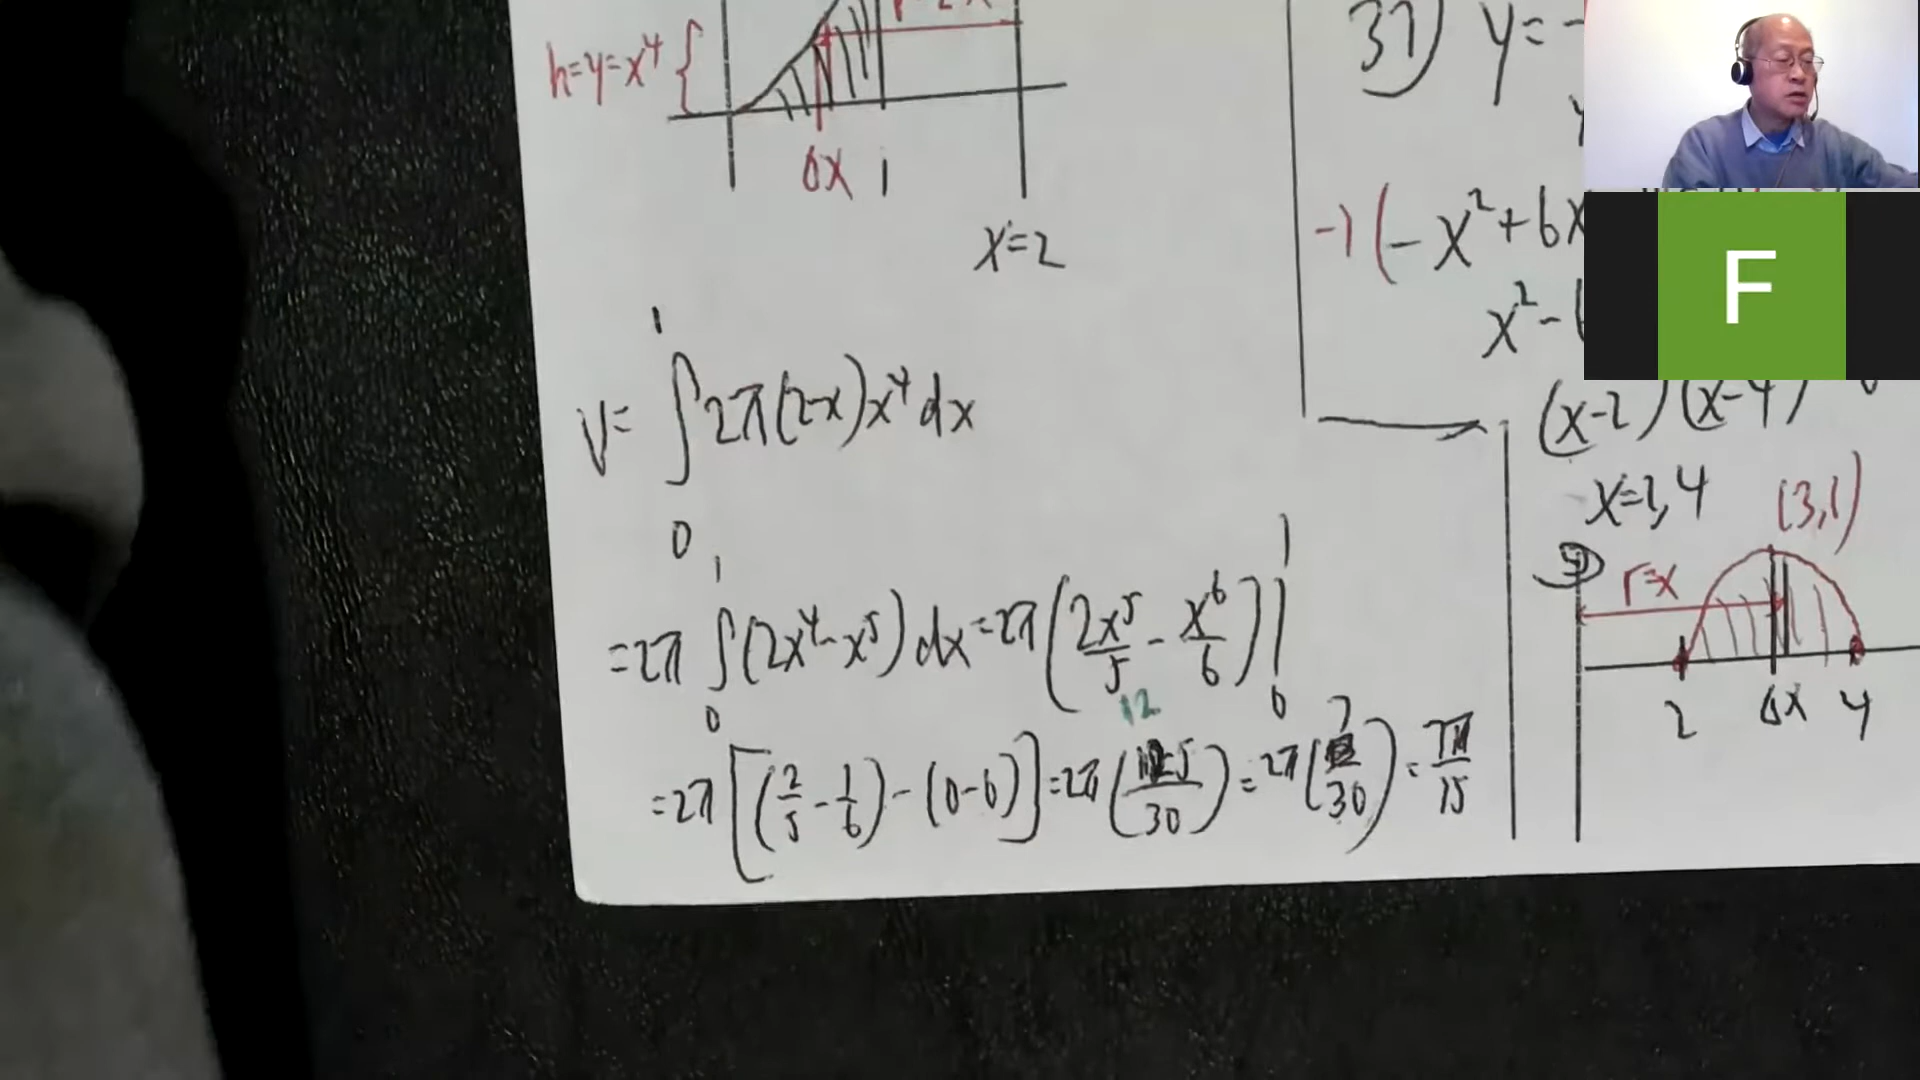 h=y=x⁴
Δx 1
x=2
V= ∫₀¹ 2π(2-x)x⁴dx
=2π ∫₀¹ (2x⁴-x⁵) dx=2π (2x⁵/5 - x⁶/6) |₀¹
12 7
=2π [(2/5 - 1/6) - (0-0)] =2π ( -5/30 ) = 2π ( /30 ) = 7π/15
37) y=-
-1(-x²+6x
x²-6
(x-2)(x-4)
x=2,4 (3,1)
r=x
2 Δx 4
F